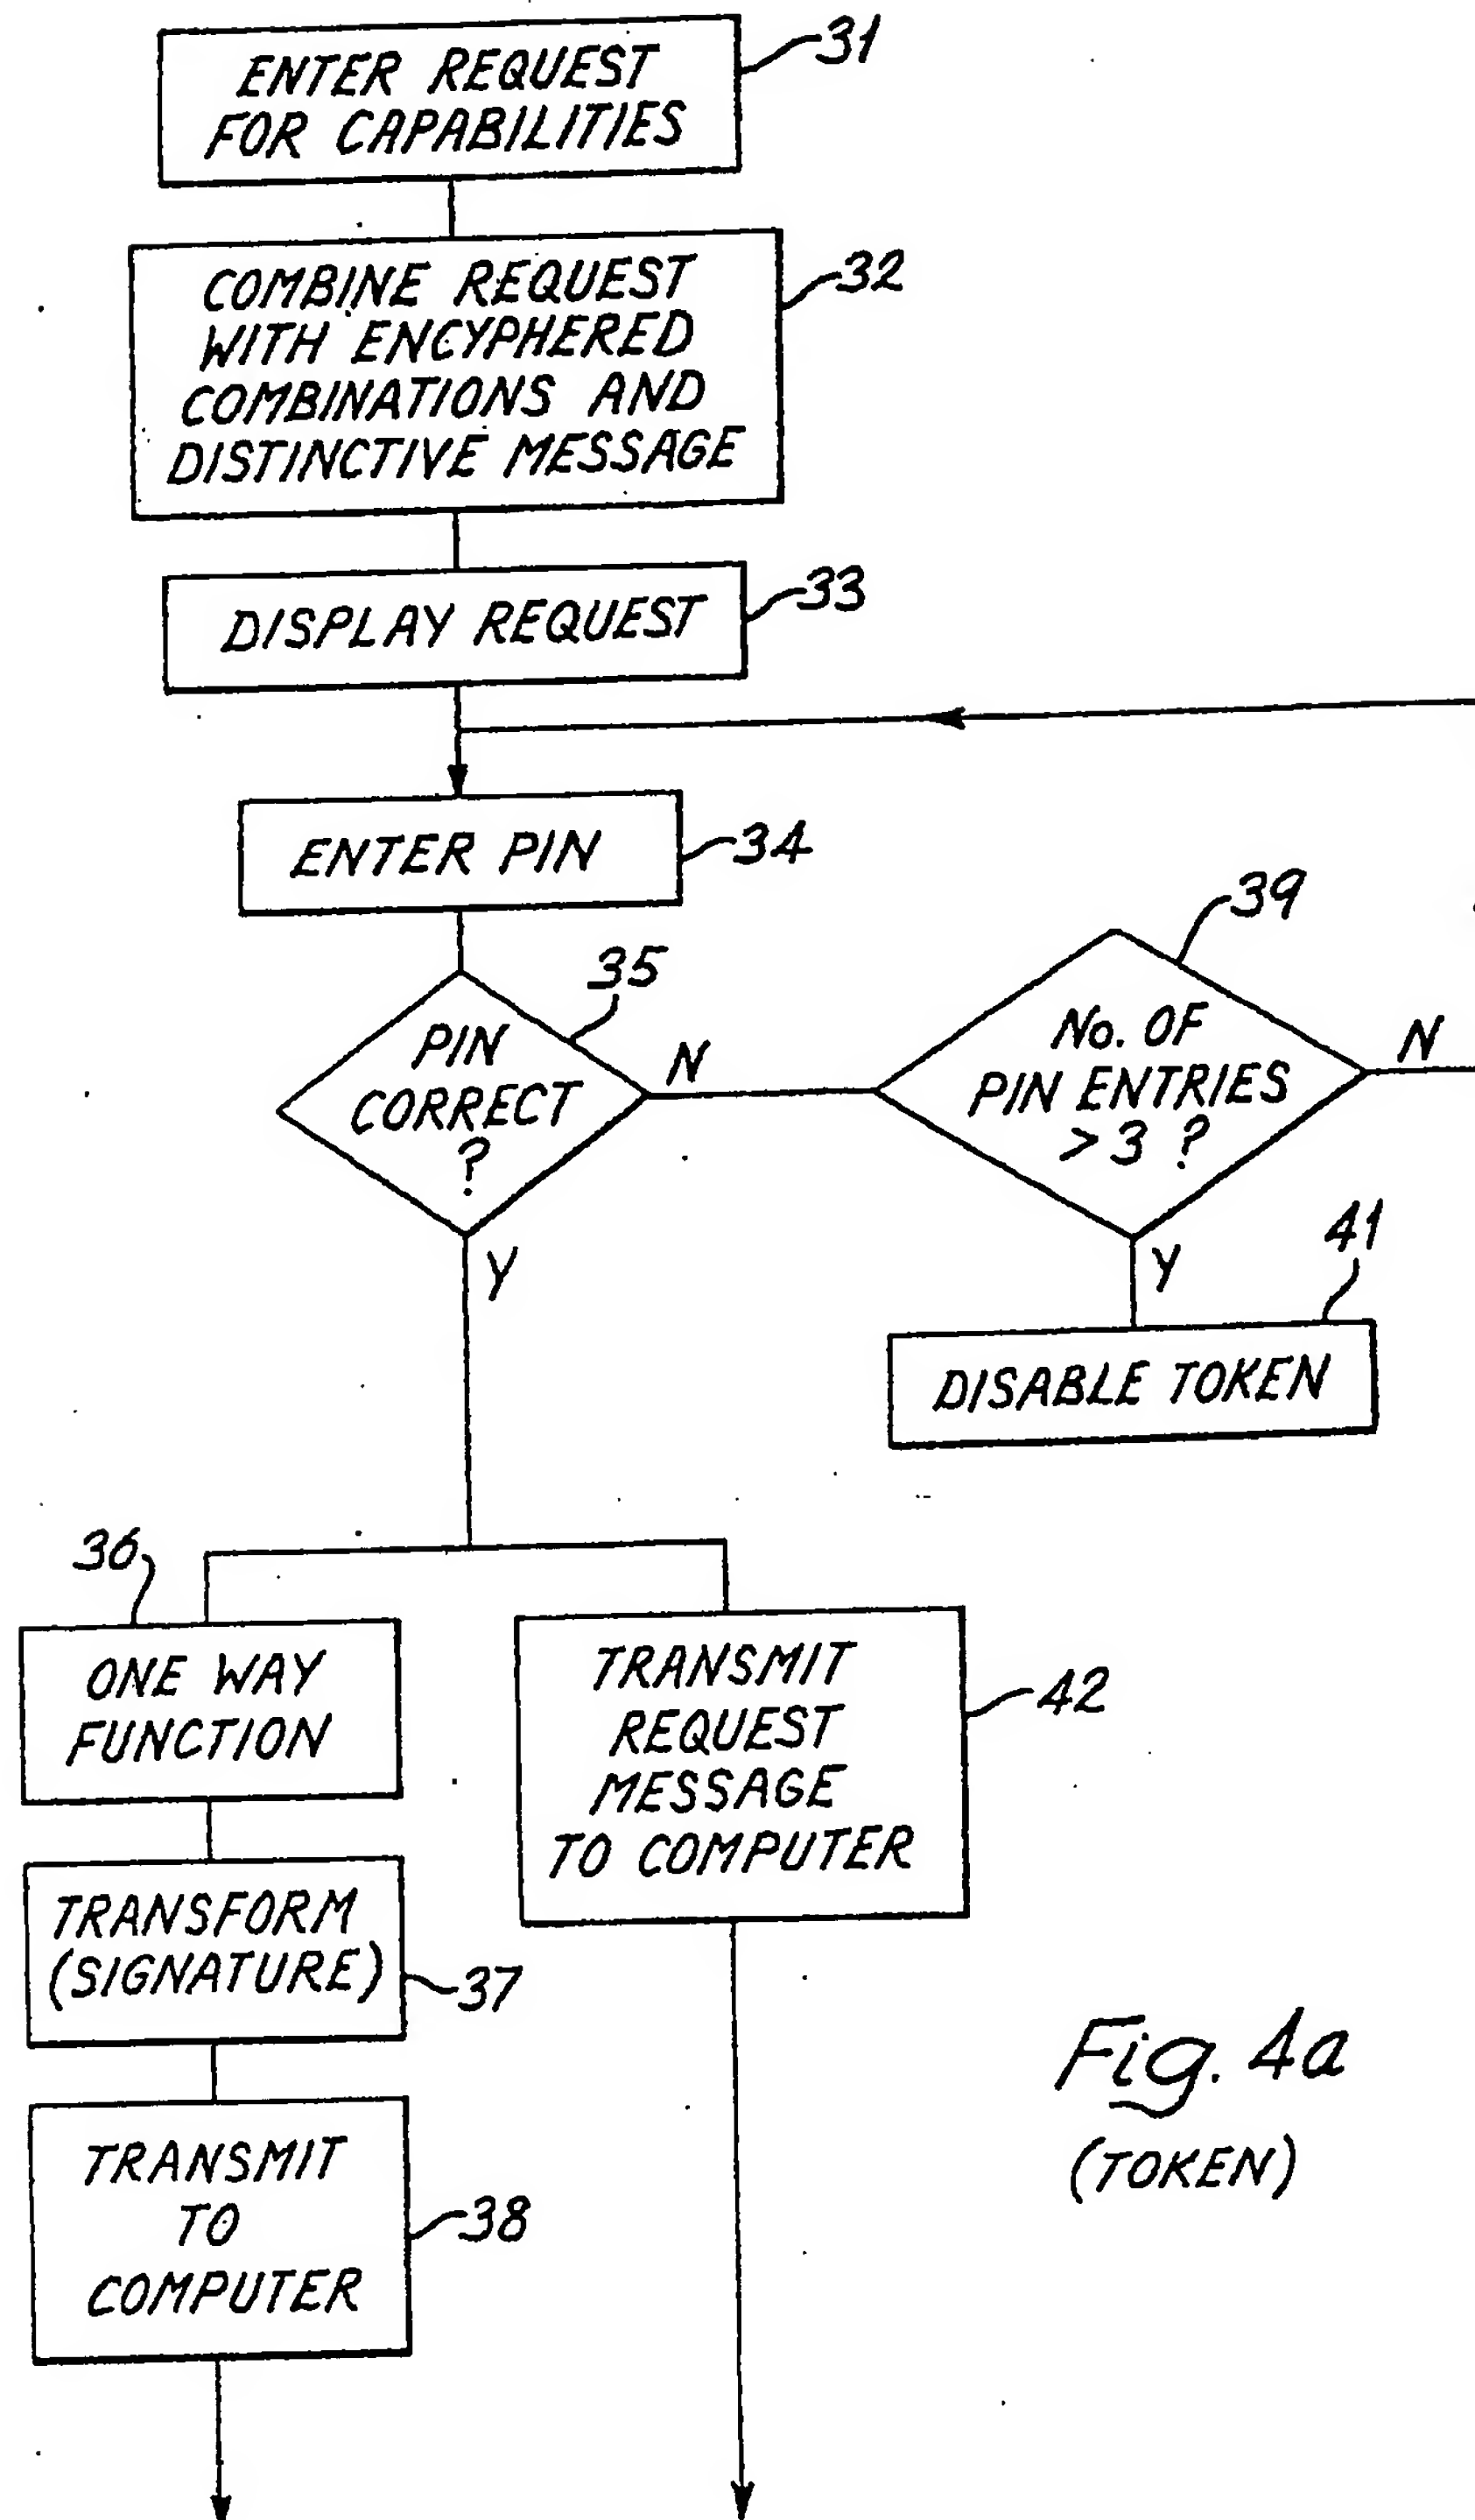 31
ENTER REQUEST
FOR CAPABILITIES
32
COMBINE REQUEST
WITH ENCYPHERED
COMBINATIONS AND
DISTINCTIVE MESSAGE
33
DISPLAY REQUEST
34
ENTER PIN
39
35
PIN
CORRECT
?
N
No. OF
PIN ENTRIES
> 3 ?
N
Y
Y
41
DISABLE TOKEN
36
ONE WAY
FUNCTION
TRANSMIT
REQUEST
MESSAGE
TO COMPUTER
42
TRANSFORM
(SIGNATURE)
37
TRANSMIT
TO
COMPUTER
38
Fig. 4a
(TOKEN)